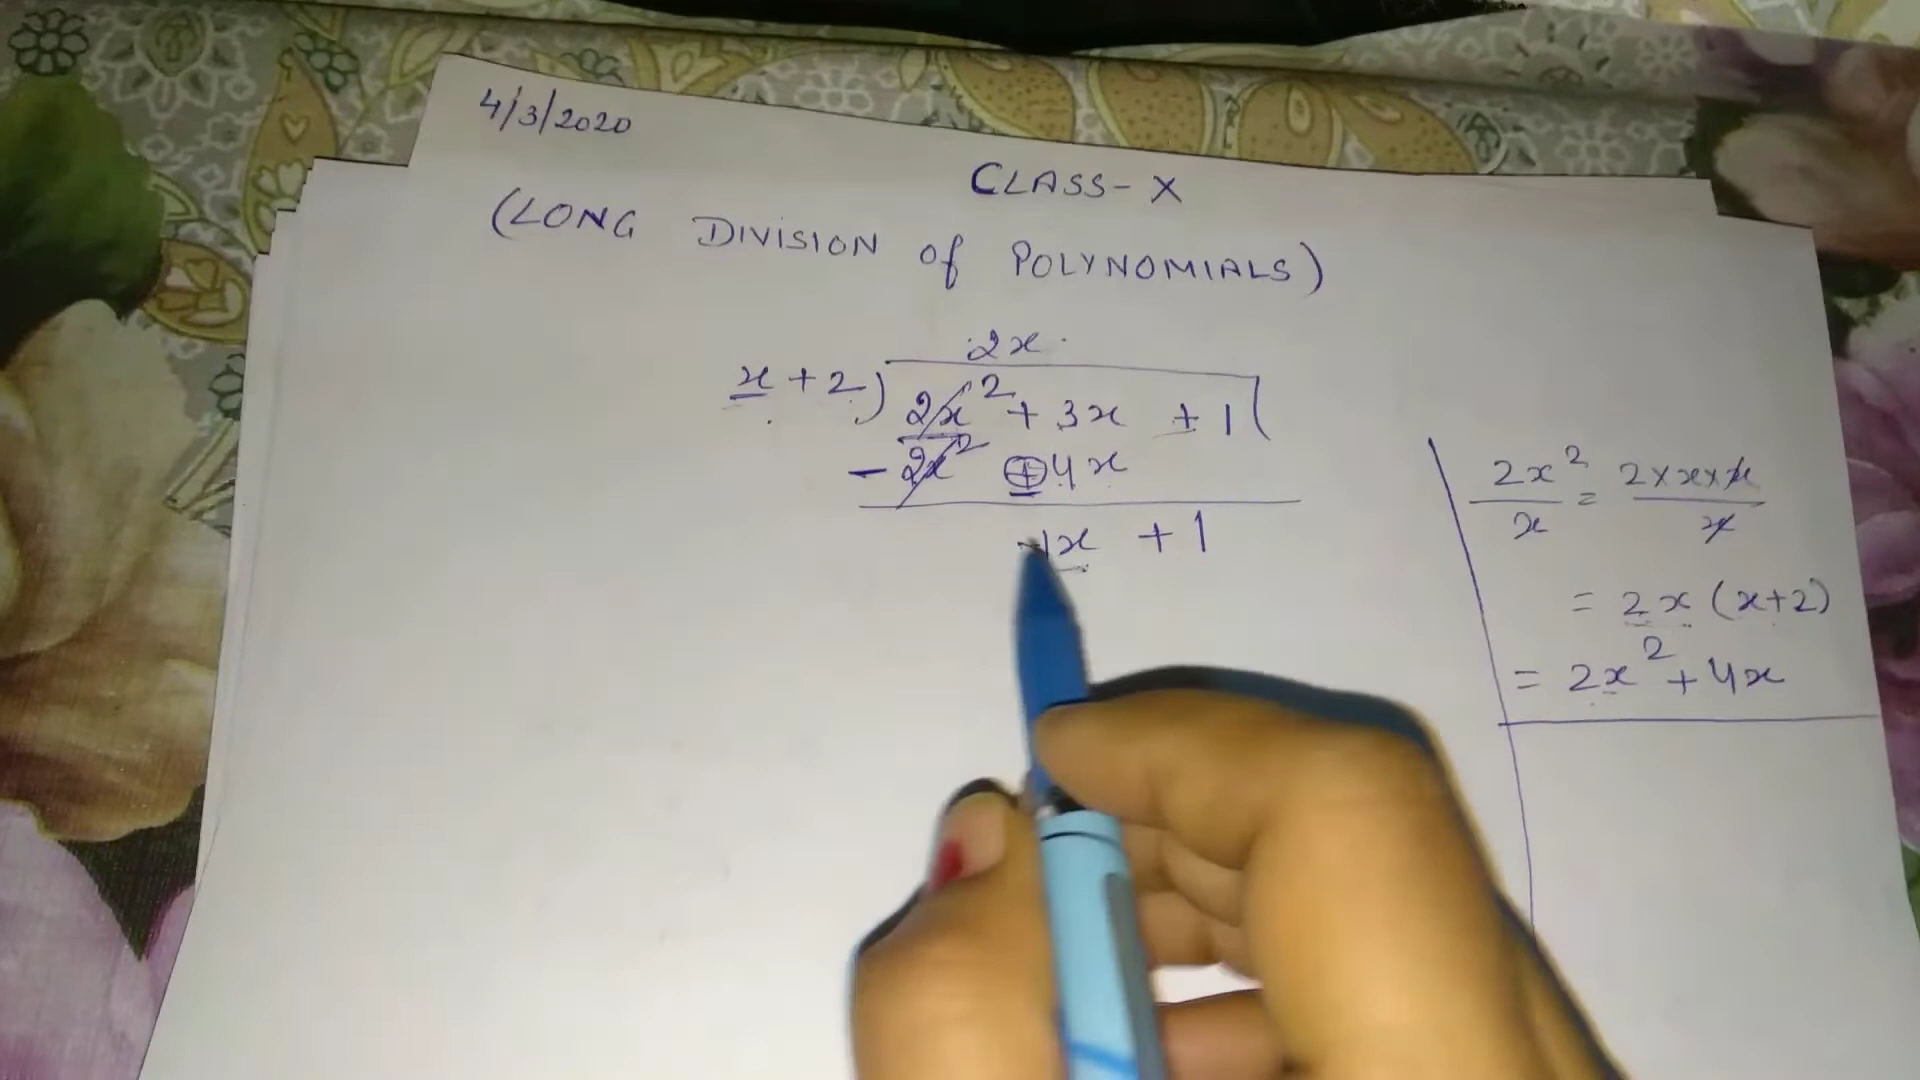 4/3/2020
CLASS-X
(LONG DIVISION of POLYNOMIALS)
2x
x + 2) 2x² + 3x + 1(
- 2x² ⊕ 4x
-1x + 1
2x²/x = 2×x×x/x
= 2x (x+2)
= 2x² + 4x